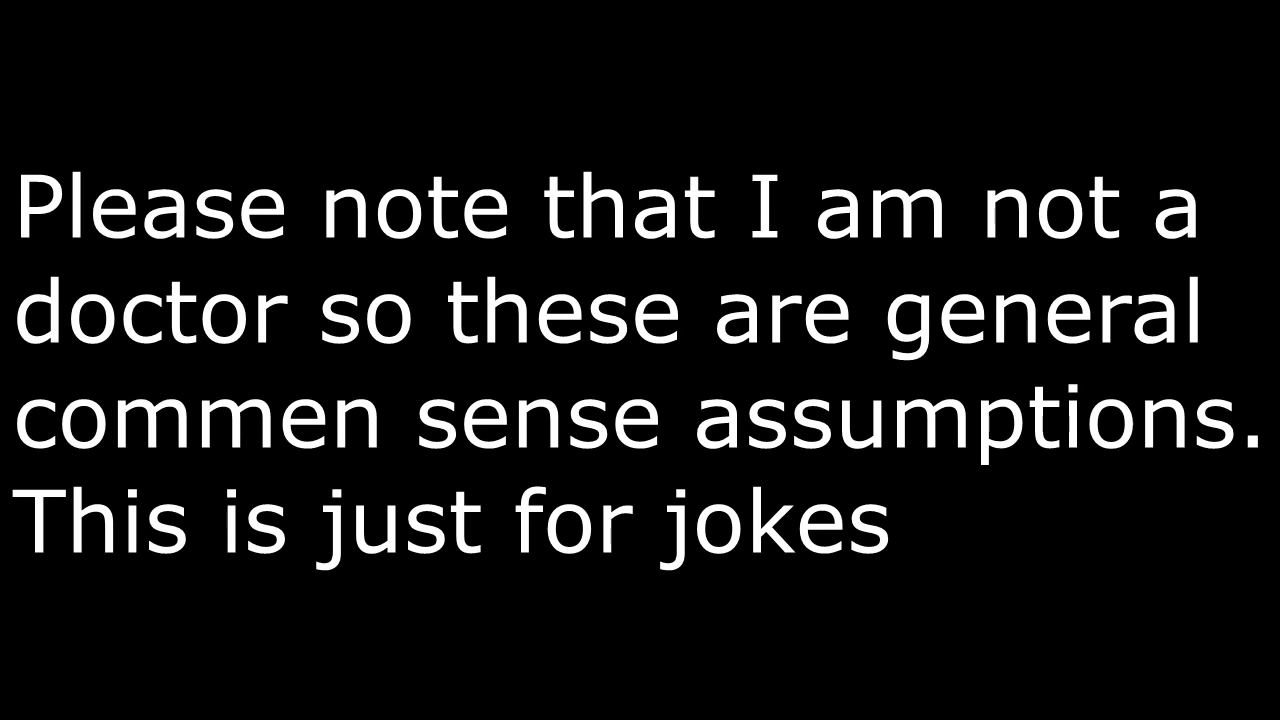 Please note that I am not a
doctor so these are general
commen sense assumptions.
This is just for jokes